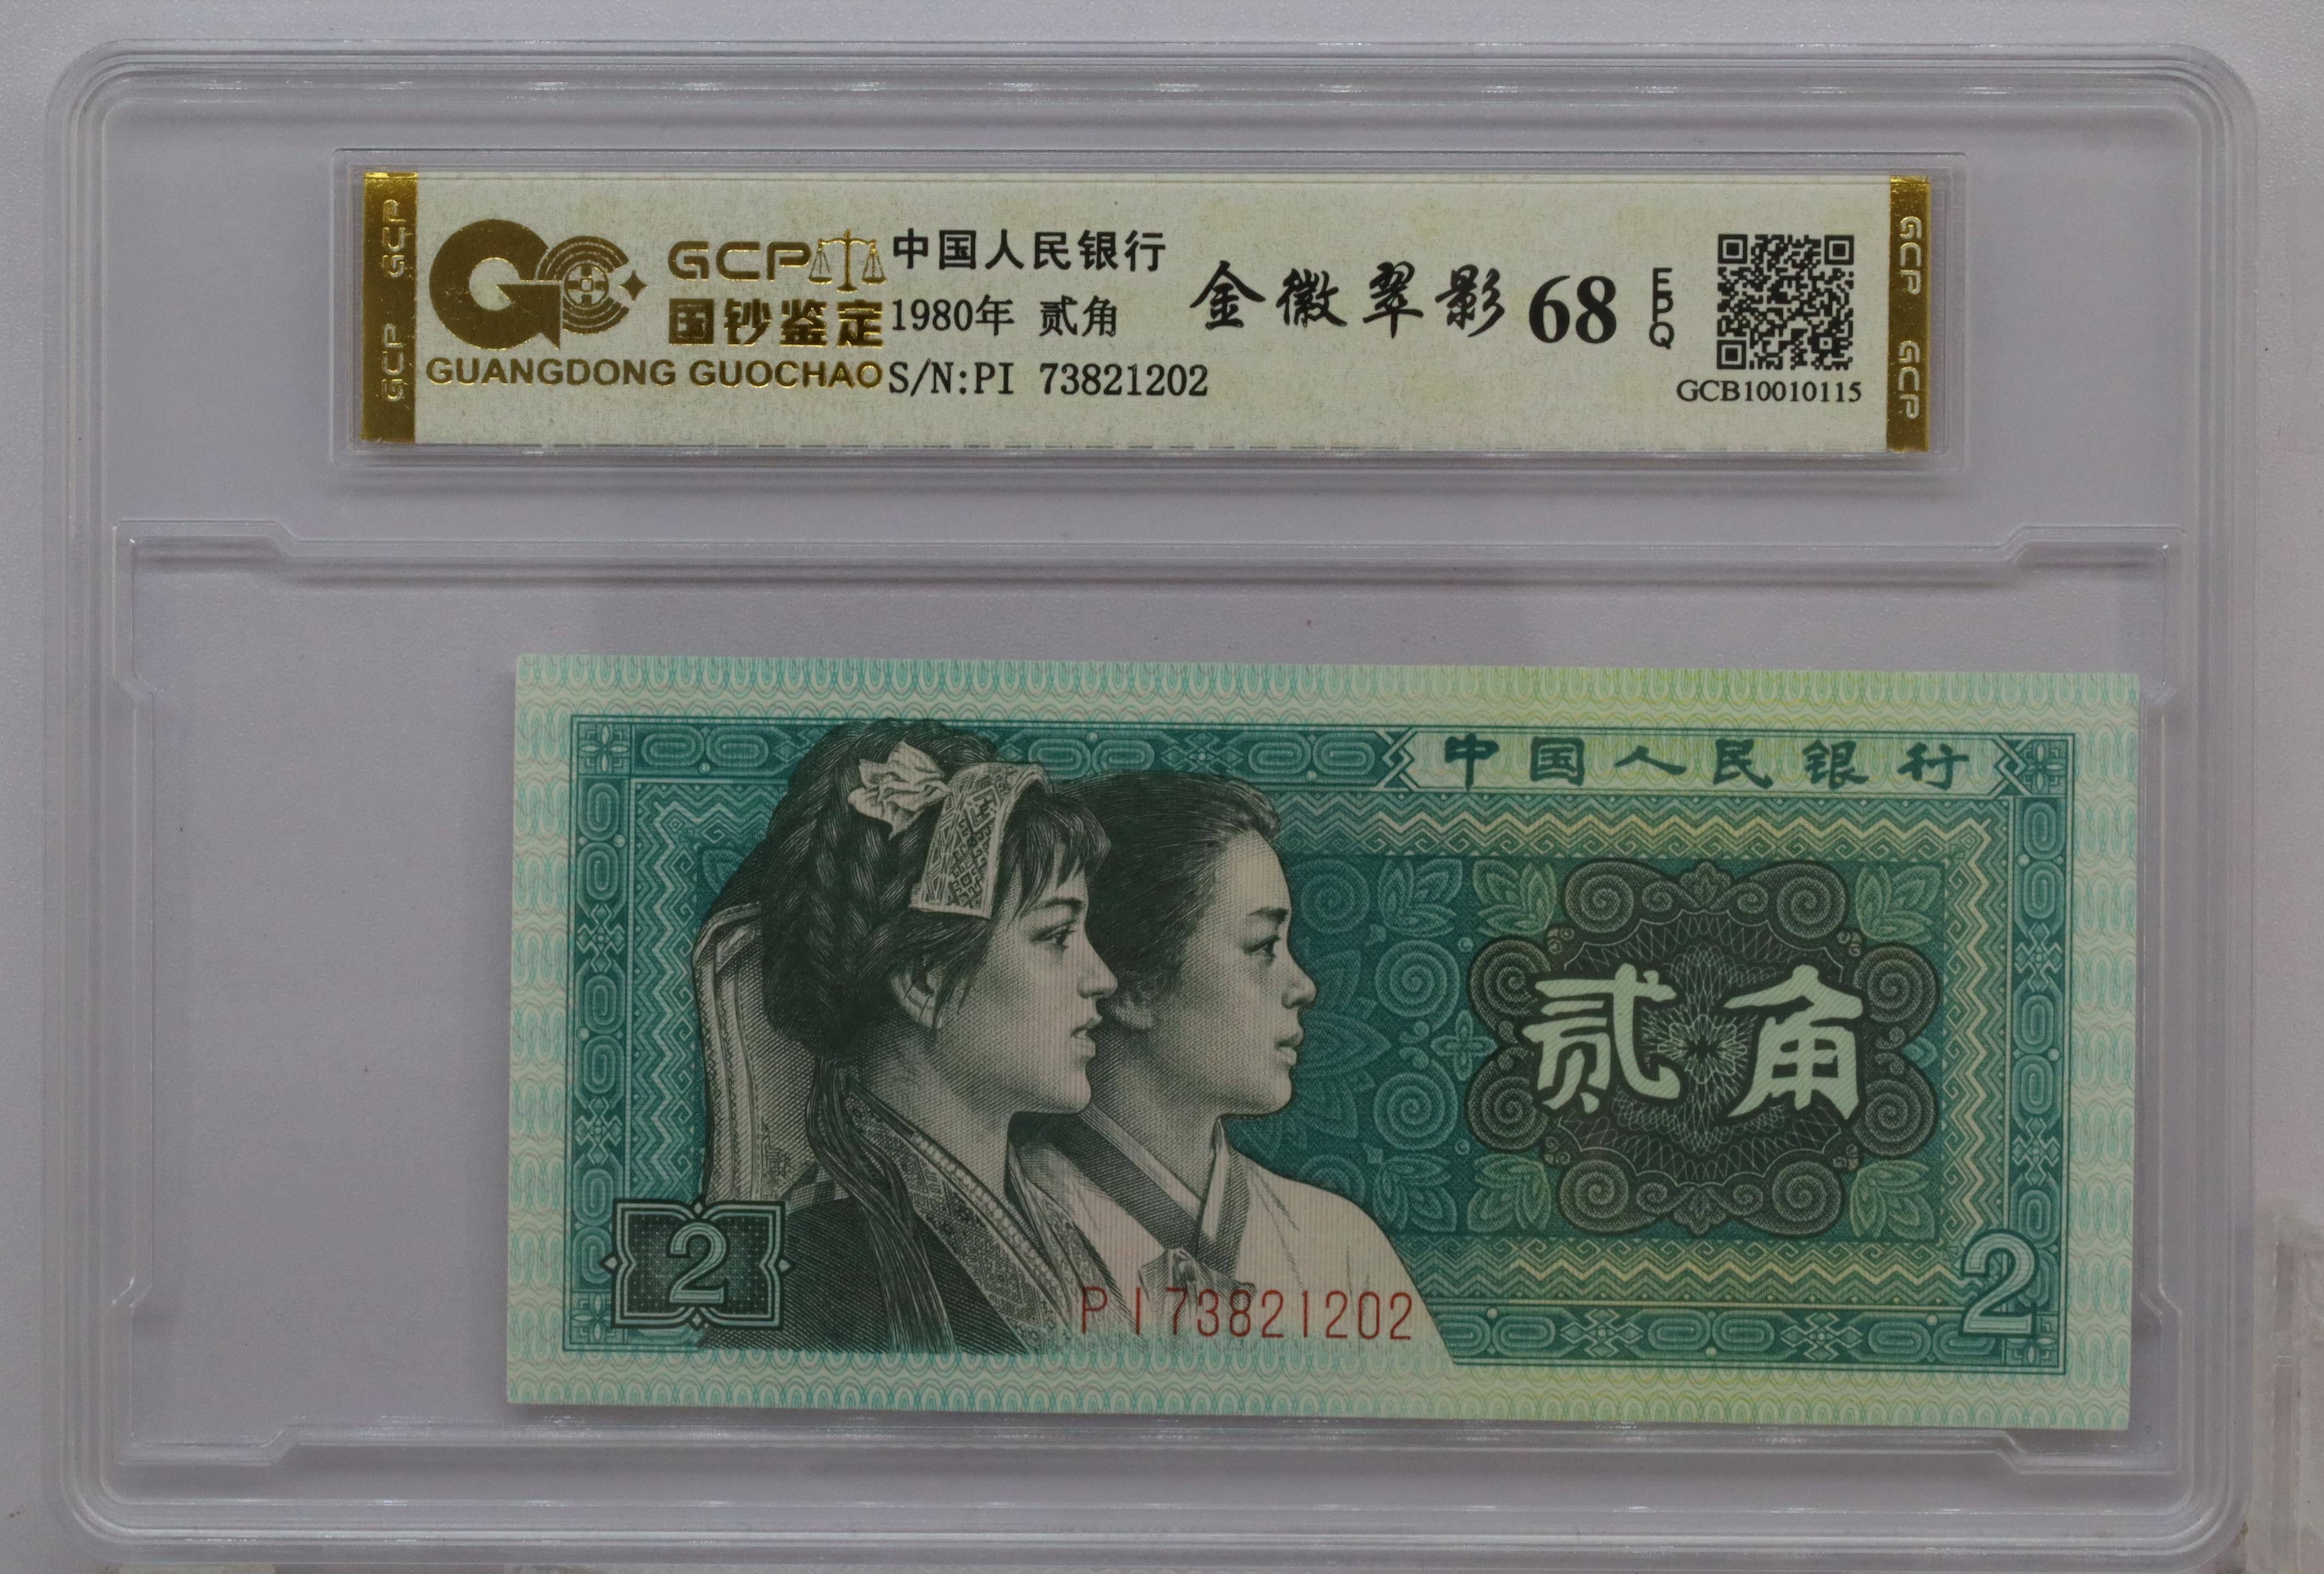 GCP GCP
GCP
国钞鉴定
GUANGDONG GUOCHAO
中国人民银行
1980年 贰角
S/N:PI 73821202
金徽翠影 68 EPQ
GCB10010115
GCP GCP
中国人民银行
贰角
2
PI73821202
2